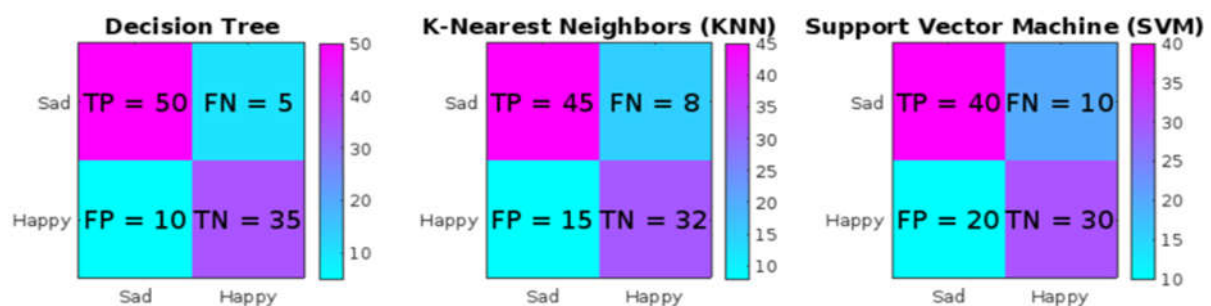 Decision Tree
Sad
TP = 50
FN = 5
Happy
FP = 10
TN = 35
Sad
Happy
50
40
30
20
10
K-Nearest Neighbors (KNN)
Sad
TP = 45
FN = 8
Happy
FP = 15
TN = 32
Sad
Happy
45
40
35
30
25
20
15
10
Support Vector Machine (SVM)
Sad
TP = 40
FN = 10
Happy
FP = 20
TN = 30
Sad
Happy
40
35
30
25
20
15
10